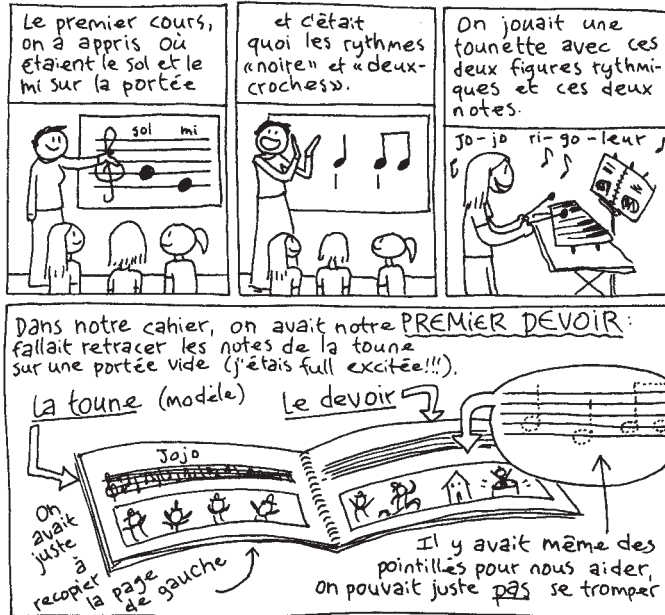 Le premier cours,
on a appris où
étaient le sol et le
mi sur la portée
sol mi
et c'était
quoi les rythmes
«noire» et «deux-
croches».
On jouait une
tounette avec ces
deux figures rythmi-
ques et ces deux
notes.
Jo-jo ri-go-leur
Dans notre cahier, on avait notre PREMIER DEVOIR:
fallait retracer les notes de la toune
sur une portée vide (j'étais full excitée!!!).
La toune (modèle)
Le devoir
Jojo
On
avait
juste
à
recopier
la page
de gauche
Il y avait même des
pointillés pour nous aider,
on pouvait juste pas se tromper